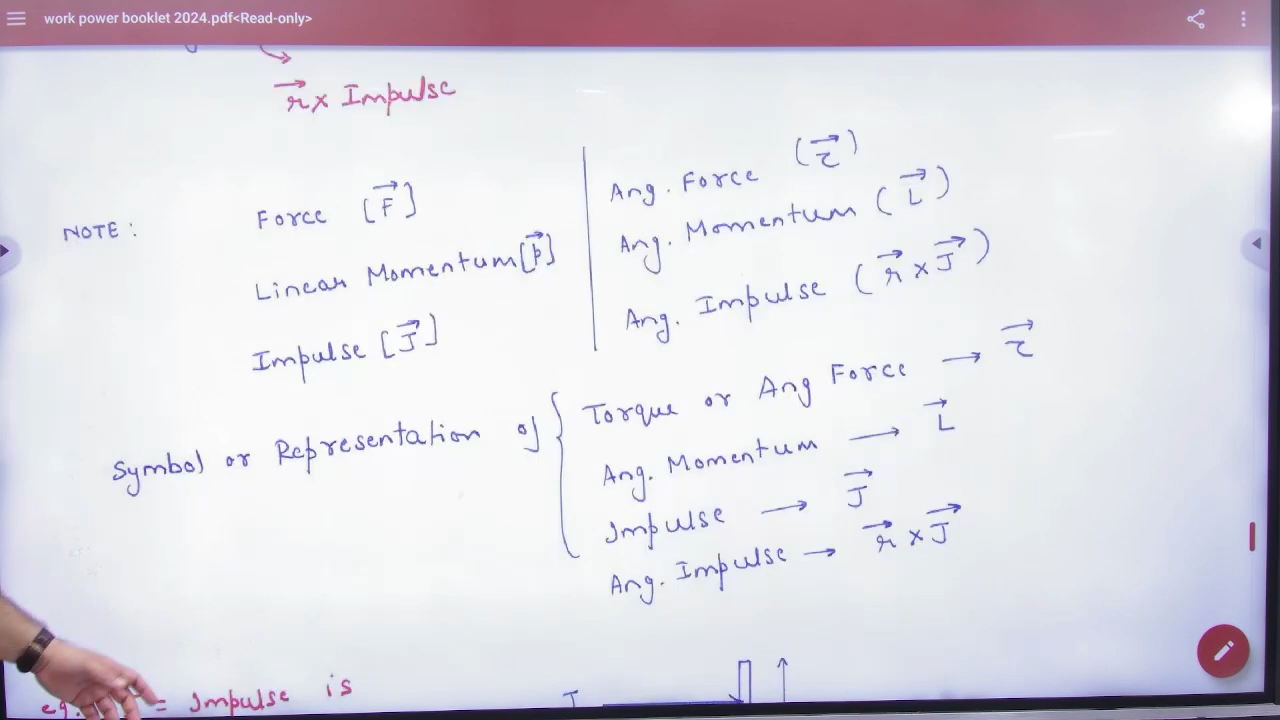 work power booklet 2024.pdf<Read-only>
r⃗ x Impulse
NOTE :
Force [F⃗]
Linear Momentum [p⃗]
Impulse [J⃗]
Ang. Force (τ⃗)
Ang. Momentum (L⃗)
Ang. Impulse (r⃗ x J⃗)
Symbol or Representation of {
Torque or Ang Force → τ⃗
Ang. Momentum → L⃗
Impulse → J⃗
Ang. Impulse → r⃗ x J⃗
eg. = Impulse is